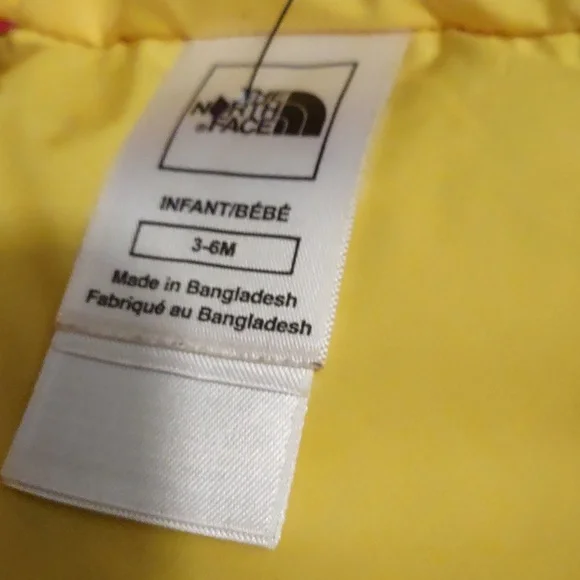 THE
NORTH
FACE
INFANT/BÉBÉ
3-6M
Made in Bangladesh
Fabriqué au Bangladesh